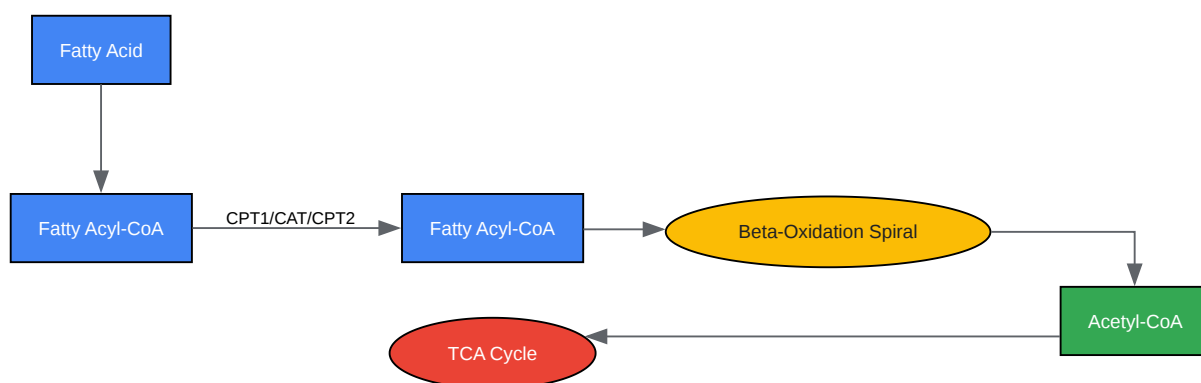 Fatty Acid
Fatty Acyl-CoA
CPT1/CAT/CPT2
Fatty Acyl-CoA
Beta-Oxidation Spiral
Acetyl-CoA
TCA Cycle